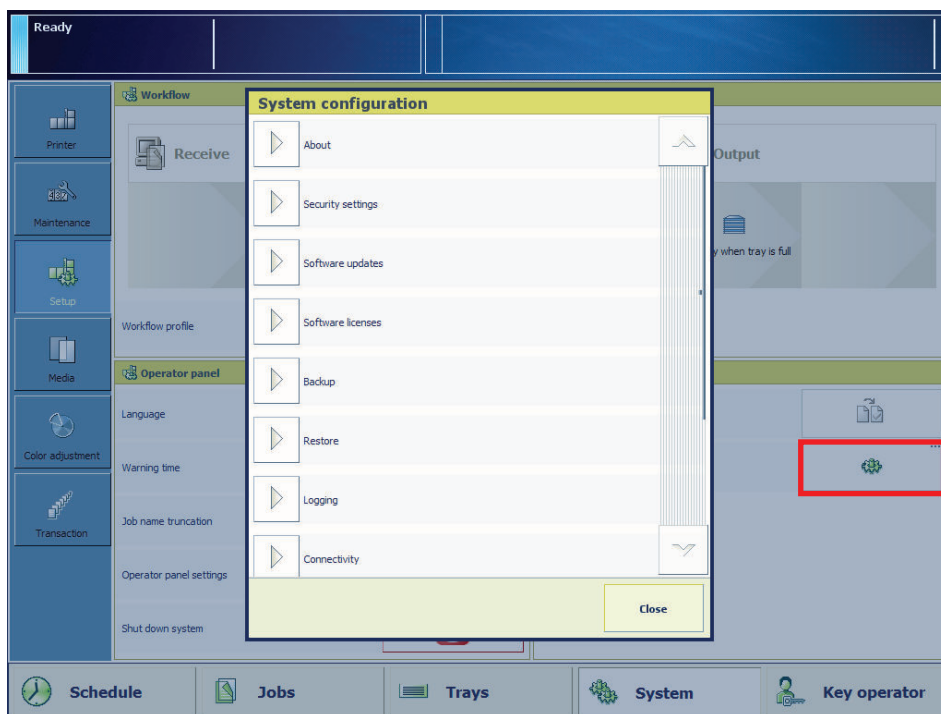 Ready
Printer
Maintenance
Setup
Media
Color adjustment
Transaction
Workflow
Receive
Output
y when tray is full
Workflow profile
Operator panel
Language
Warning time
Job name truncation
Operator panel settings
Shut down system
System configuration
About
Security settings
Software updates
Software licenses
Backup
Restore
Logging
Connectivity
Close
...
Schedule
Jobs
Trays
System
Key operator